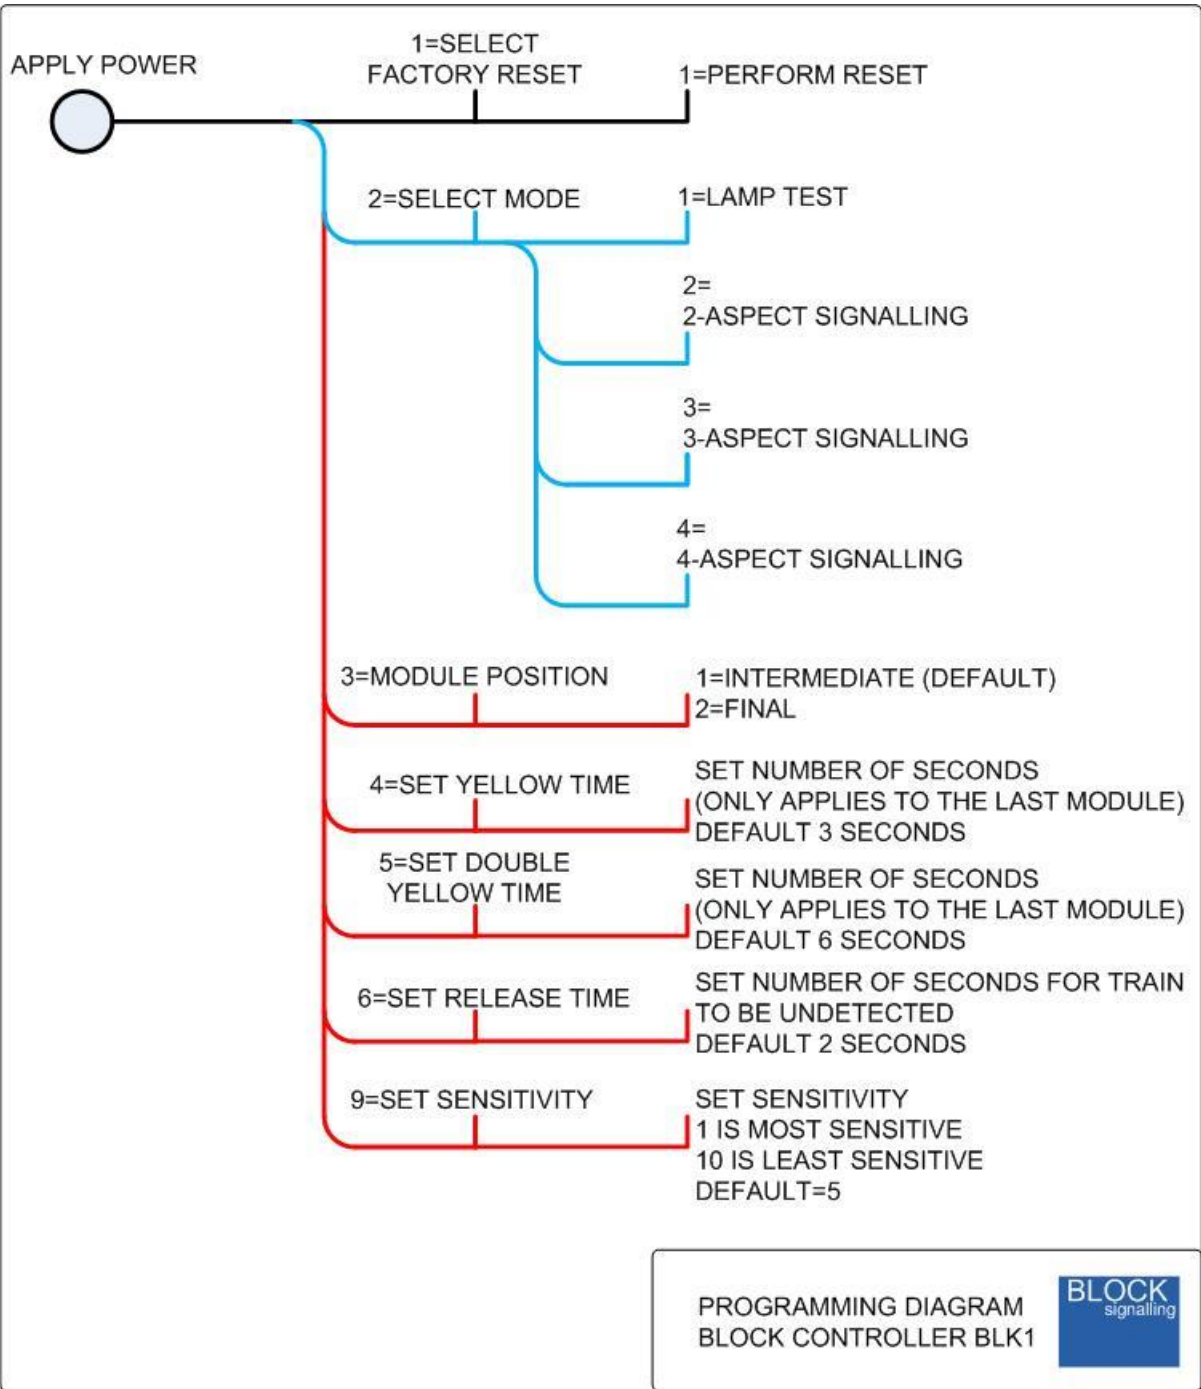 APPLY POWER
1=SELECT
FACTORY RESET
1=PERFORM RESET
2=SELECT MODE
1=LAMP TEST
2=
2-ASPECT SIGNALLING
3=
3-ASPECT SIGNALLING
4=
4-ASPECT SIGNALLING
3=MODULE POSITION
1=INTERMEDIATE (DEFAULT)
2=FINAL
4=SET YELLOW TIME
SET NUMBER OF SECONDS
(ONLY APPLIES TO THE LAST MODULE)
DEFAULT 3 SECONDS
5=SET DOUBLE
YELLOW TIME
SET NUMBER OF SECONDS
(ONLY APPLIES TO THE LAST MODULE)
DEFAULT 6 SECONDS
6=SET RELEASE TIME
SET NUMBER OF SECONDS FOR TRAIN
TO BE UNDETECTED
DEFAULT 2 SECONDS
9=SET SENSITIVITY
SET SENSITIVITY
1 IS MOST SENSITIVE
10 IS LEAST SENSITIVE
DEFAULT=5
PROGRAMMING DIAGRAM
BLOCK CONTROLLER BLK1
BLOCK
signalling